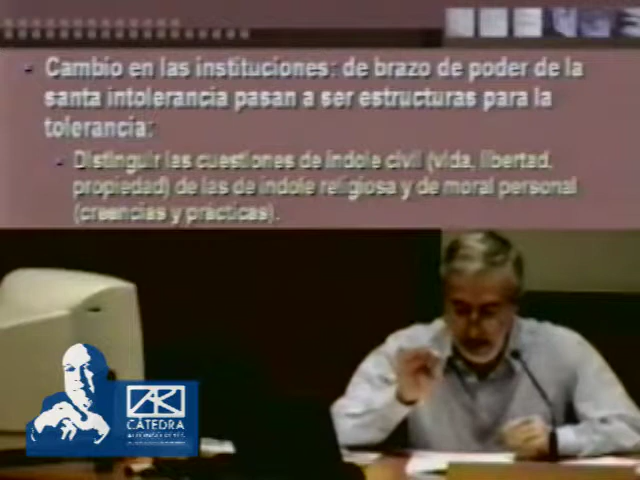 - Cambio en las instituciones: de brazo de poder de la
santa intolerancia pasan a ser estructuras para la
tolerancia:
- Distinguir las cuestiones de índole civil (vida, libertad,
propiedad) de las de índole religiosa y de moral personal
(creencias y prácticas).
CÁTEDRA
ALFONSO REYES